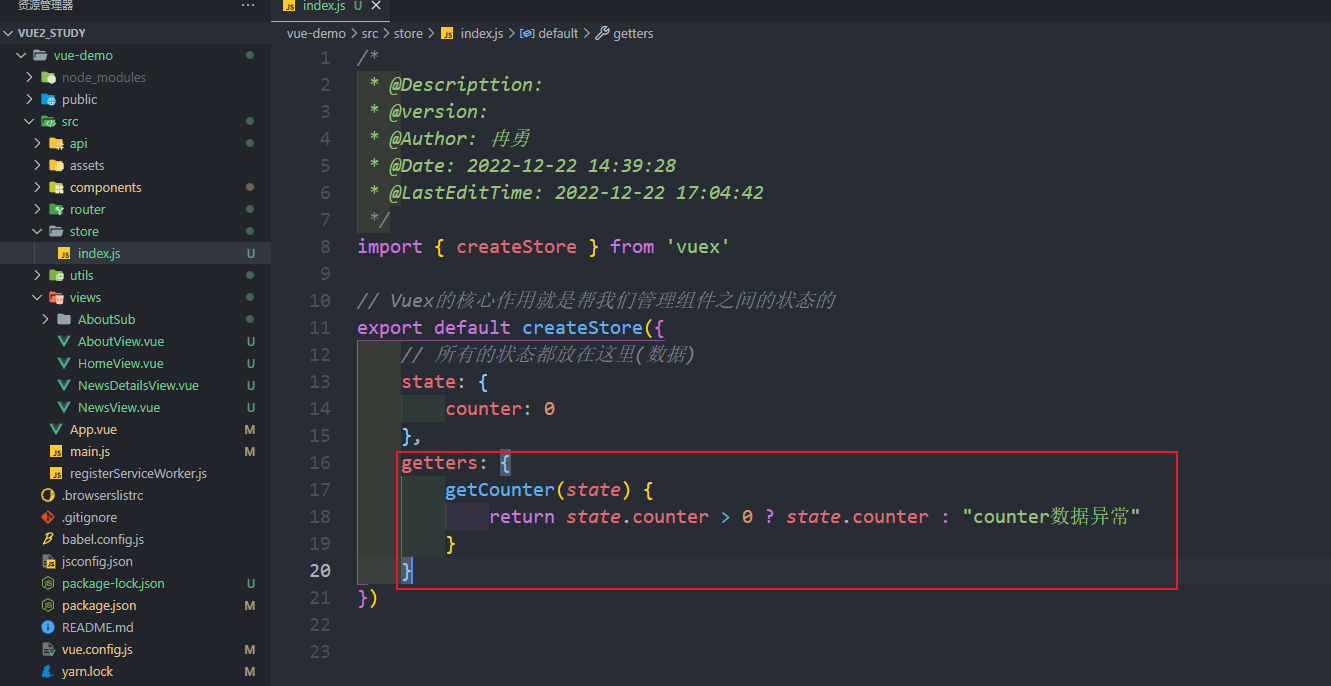 资源管理器 ···
VUE2_STUDY
vue-demo
node_modules
public
src
api
assets
components
router
store
index.js U
utils
views
AboutSub
AboutView.vue U
HomeView.vue U
NewsDetailsView.vue U
NewsView.vue U
App.vue M
main.js M
registerServiceWorker.js
.browserslistrc
.gitignore
babel.config.js
jsconfig.json
package-lock.json U
package.json M
README.md
vue.config.js M
yarn.lock M
JS index.js U ×
vue-demo > src > store > JS index.js > default > getters
1 /*
2 * @Descripttion:
3 * @version:
4 * @Author: 冉勇
5 * @Date: 2022-12-22 14:39:28
6 * @LastEditTime: 2022-12-22 17:04:42
7 */
8 import { createStore } from 'vuex'
9
10 // Vuex的核心作用就是帮我们管理组件之间的状态的
11 export default createStore({
12 // 所有的状态都放在这里(数据)
13 state: {
14 counter: 0
15 },
16 getters: {
17 getCounter(state) {
18 return state.counter > 0 ? state.counter : "counter数据异常"
19 }
20 }
21 })
22
23